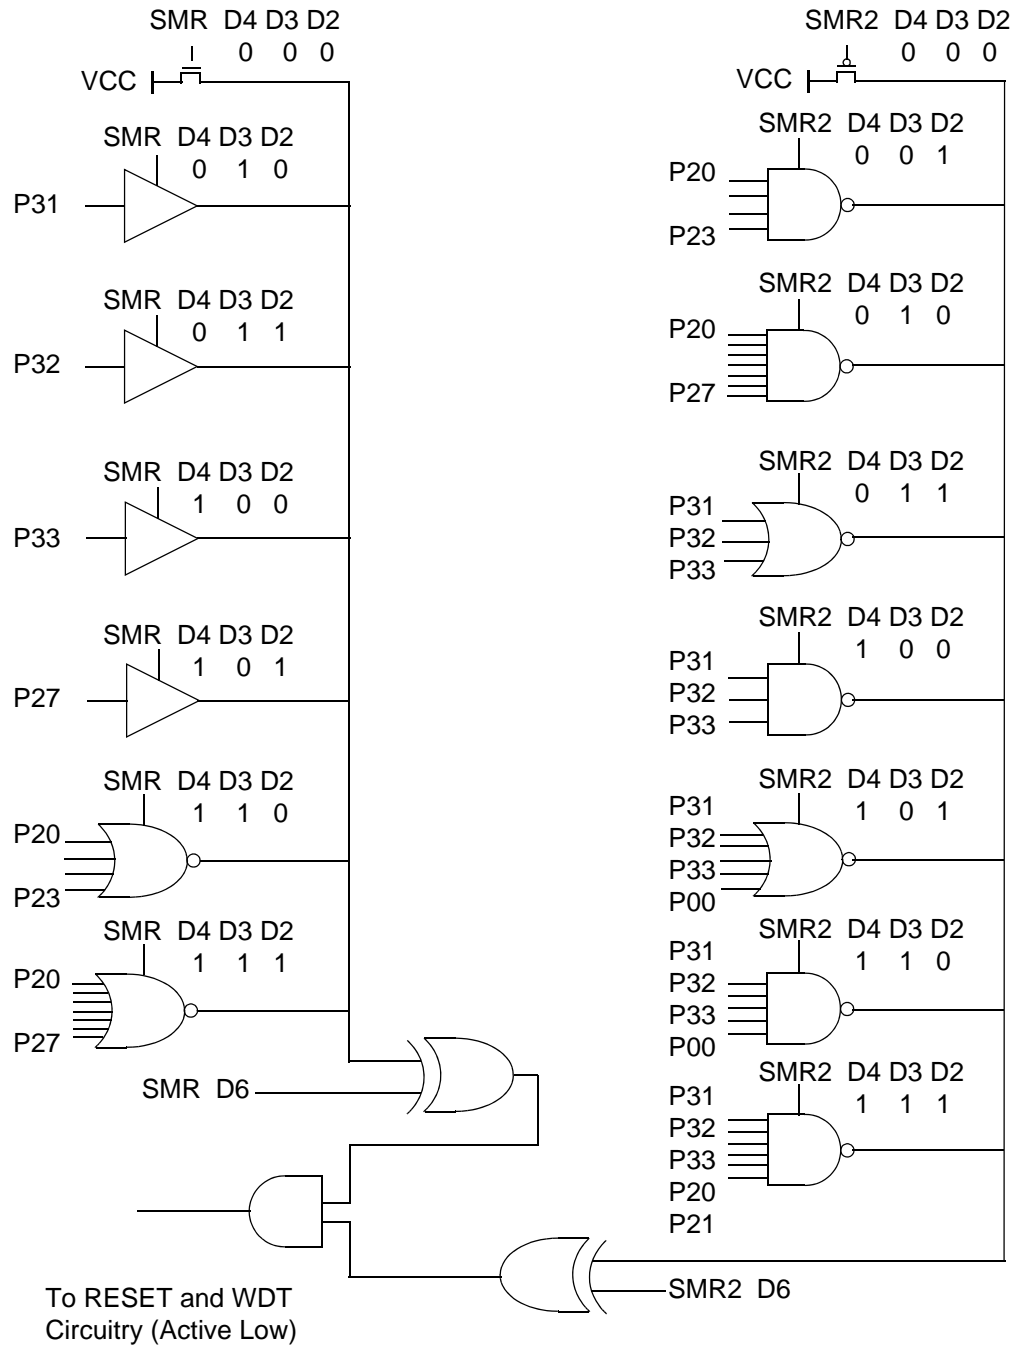 SMR D4 D3 D2
0 0 0
VCC
SMR D4 D3 D2
0 1 0
P31
SMR D4 D3 D2
0 1 1
P32
SMR D4 D3 D2
1 0 0
P33
SMR D4 D3 D2
1 0 1
P27
SMR D4 D3 D2
1 1 0
P20
P23
SMR D4 D3 D2
1 1 1
P20
P27
SMR D6
To RESET and WDT
Circuitry (Active Low)
SMR2 D4 D3 D2
0 0 0
VCC
SMR2 D4 D3 D2
0 0 1
P20
P23
SMR2 D4 D3 D2
0 1 0
P20
P27
SMR2 D4 D3 D2
0 1 1
P31
P32
P33
SMR2 D4 D3 D2
1 0 0
P31
P32
P33
SMR2 D4 D3 D2
1 0 1
P31
P32
P33
P00
SMR2 D4 D3 D2
1 1 0
P31
P32
P33
P00
SMR2 D4 D3 D2
1 1 1
P31
P32
P33
P20
P21
SMR2 D6